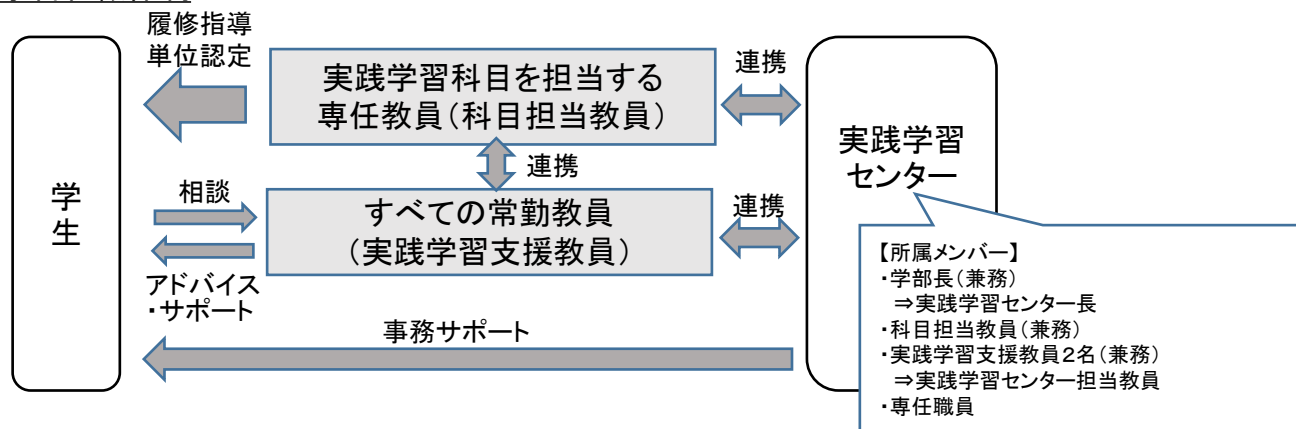 履修指導
単位認定
実践学習科目を担当する
専任教員（科目担当教員）
連携
実践学習
センター
連携
学
生
相談
すべての常勤教員
（実践学習支援教員）
連携
アドバイス
・サポート
事務サポート
【所属メンバー】
・学部長（兼務）
⇒実践学習センター長
・科目担当教員（兼務）
・実践学習支援教員２名（兼務）
⇒実践学習センター担当教員
・専任職員